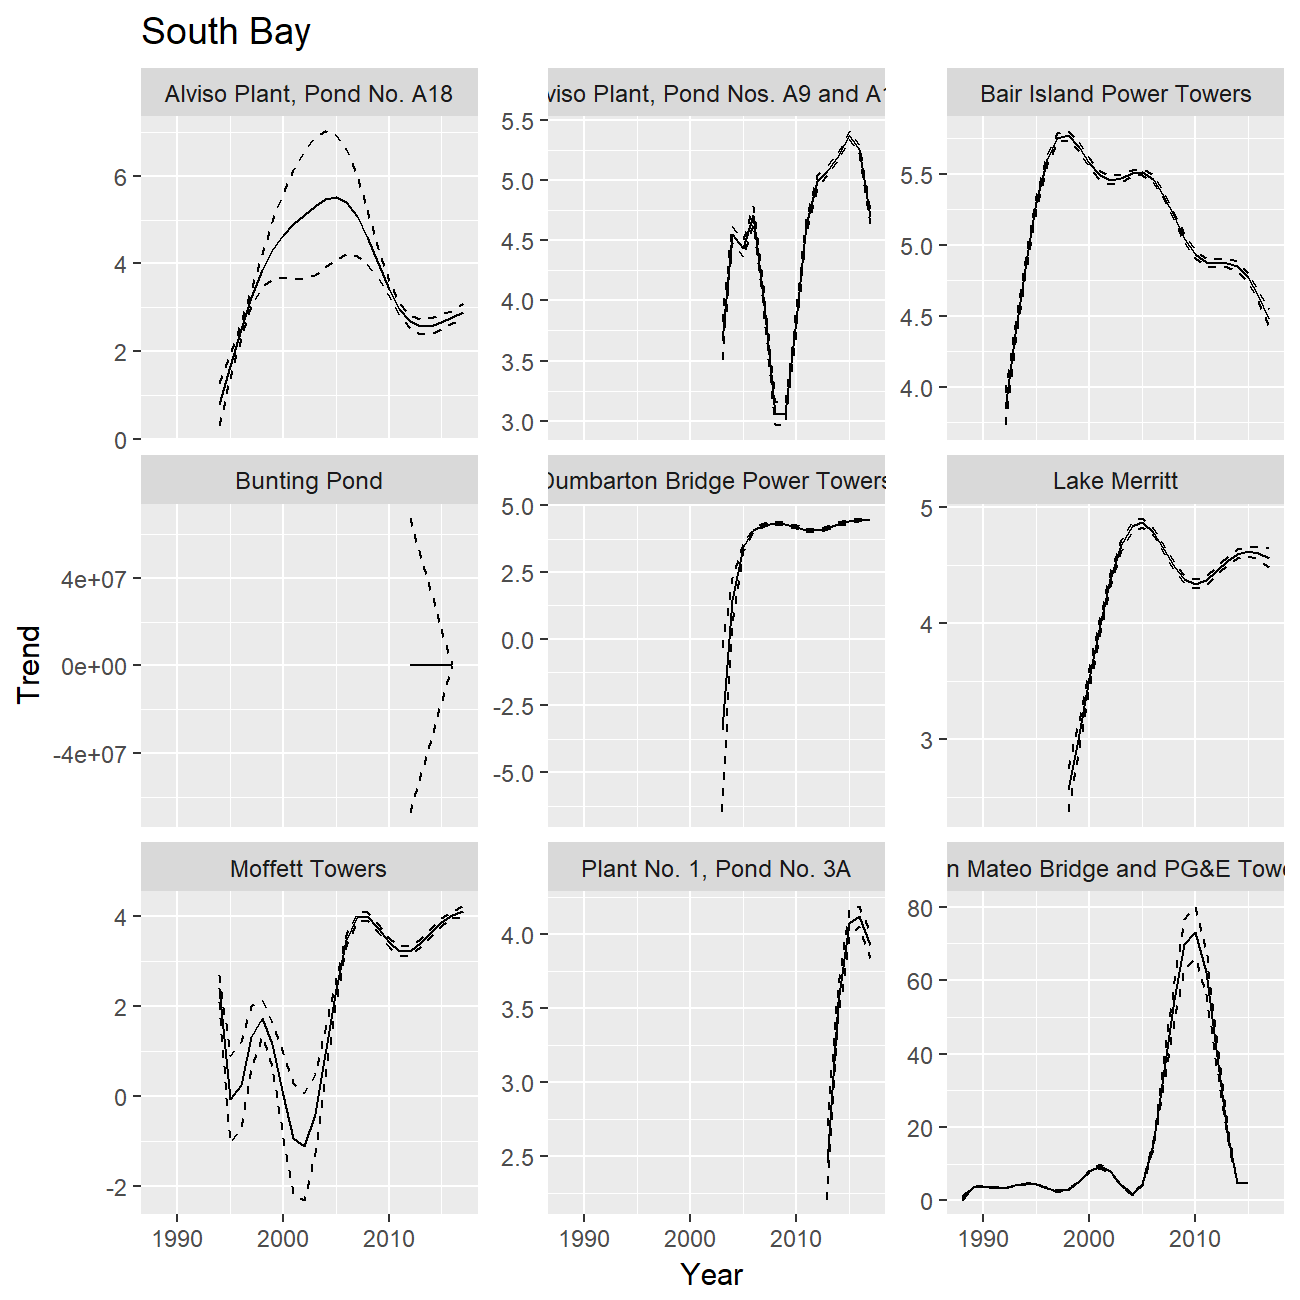 South Bay
Alviso Plant, Pond No. A18
viso Plant, Pond Nos. A9 and A1
Bair Island Power Towers
6
4
2
0
5.5
5.0
4.5
4.0
3.5
3.0
5.5
5.0
4.5
4.0
Bunting Pond
Dumbarton Bridge Power Towers
Lake Merritt
4e+07
0e+00
-4e+07
5.0
2.5
0.0
-2.5
-5.0
5
4
3
Trend
Moffett Towers
Plant No. 1, Pond No. 3A
n Mateo Bridge and PG&E Towe
4
2
0
-2
4.0
3.5
3.0
2.5
80
60
40
20
0
1990 2000 2010
1990 2000 2010
1990 2000 2010
Year